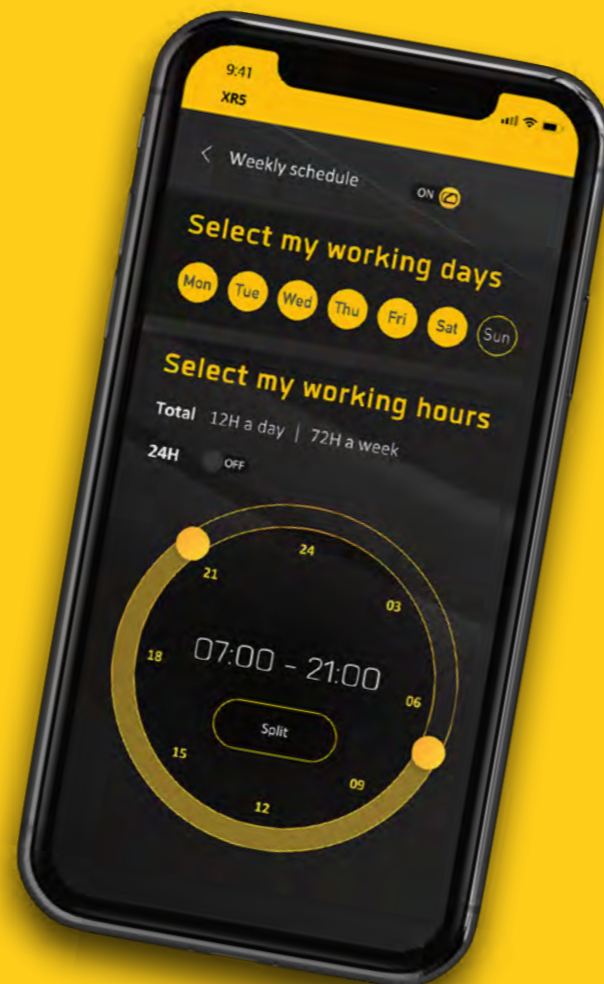 9:41
XR5
Weekly schedule
ON
Select my working days
Mon Tue Wed Thu Fri Sat Sun
Select my working hours
Total 12H a day | 72H a week
24H OFF
24
21
03
18
07:00 - 21:00
06
Split
15
09
12